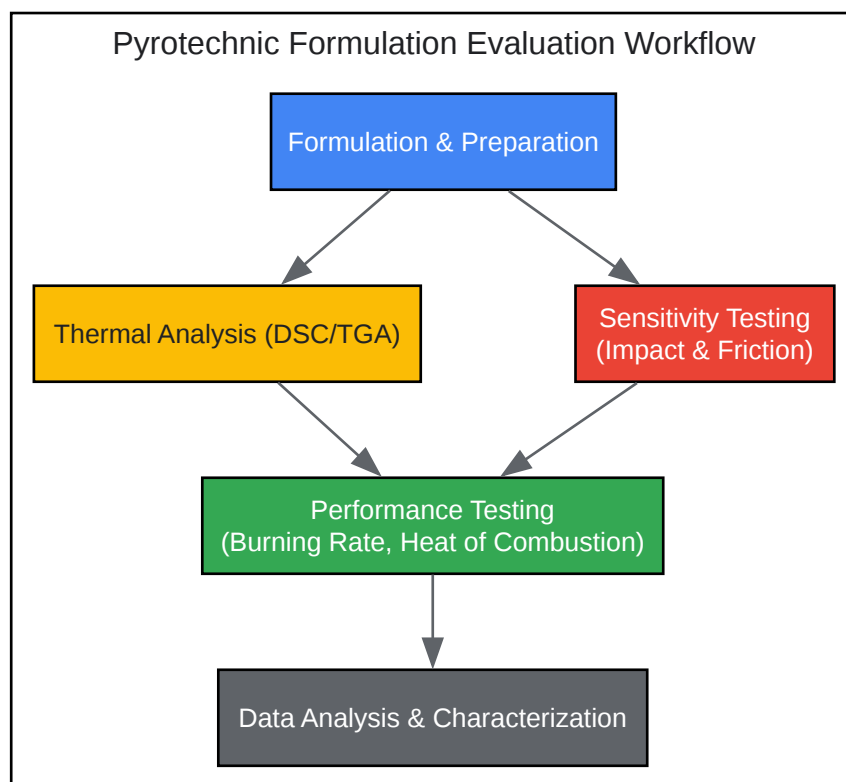 Pyrotechnic Formulation Evaluation Workflow
Formulation & Preparation
Thermal Analysis (DSC/TGA)
Sensitivity Testing
(Impact & Friction)
Performance Testing
(Burning Rate, Heat of Combustion)
Data Analysis & Characterization